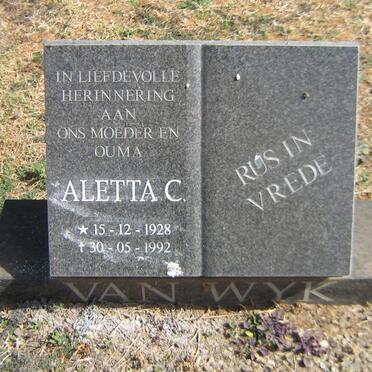 IN LIEFDEVOLLE
HERINNERING
AAN
ONS MOEDER EN
OUMA
ALETTA C.
★ 15 - 12 - 1928
† 30 - 05 - 1992
RUS IN
VREDE
VAN WYK